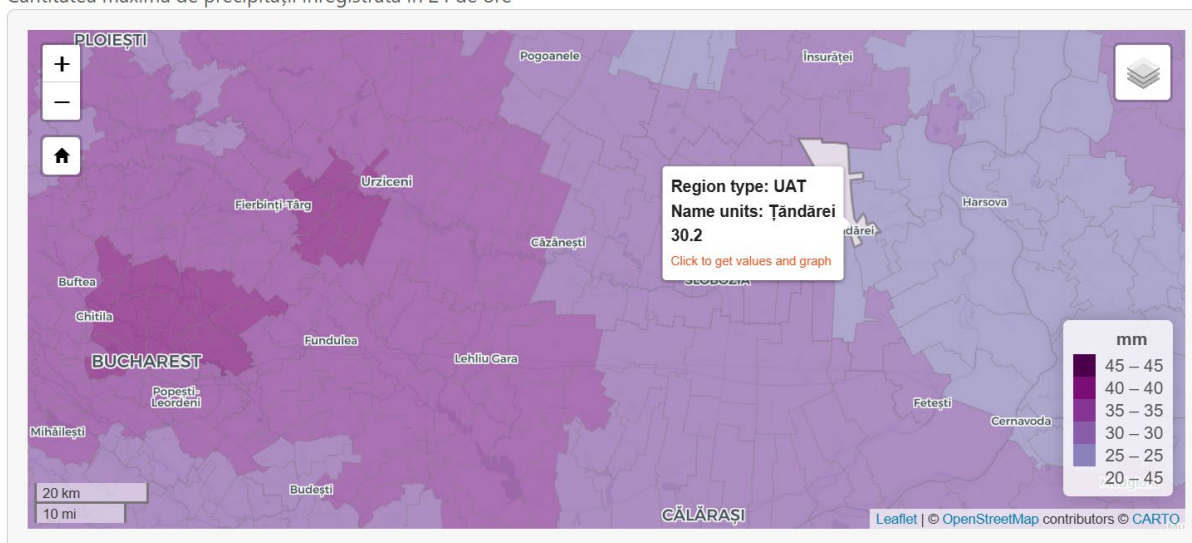 Cantitatea maximă de precipitații înregistrată în 24 de ore
PLOIEȘTI
+
−
Pogoanele
Însurăței
Urziceni
Fierbinți-Târg
Region type: UAT
Name units: Țăndărei
30.2
Click to get values and graph
dărei
Harsova
Căzănești
SLOBOZIA
Buftea
Chitila
BUCHAREST
Fundulea
Lehliu Gara
Popești-
Leordeni
Fetești
Cernavoda
Mihăilești
Budești
CĂLĂRAȘI
mm
45 – 45
40 – 40
35 – 35
30 – 30
25 – 25
20 – 45
20 km
10 mi
Leaflet | © OpenStreetMap contributors © CARTO